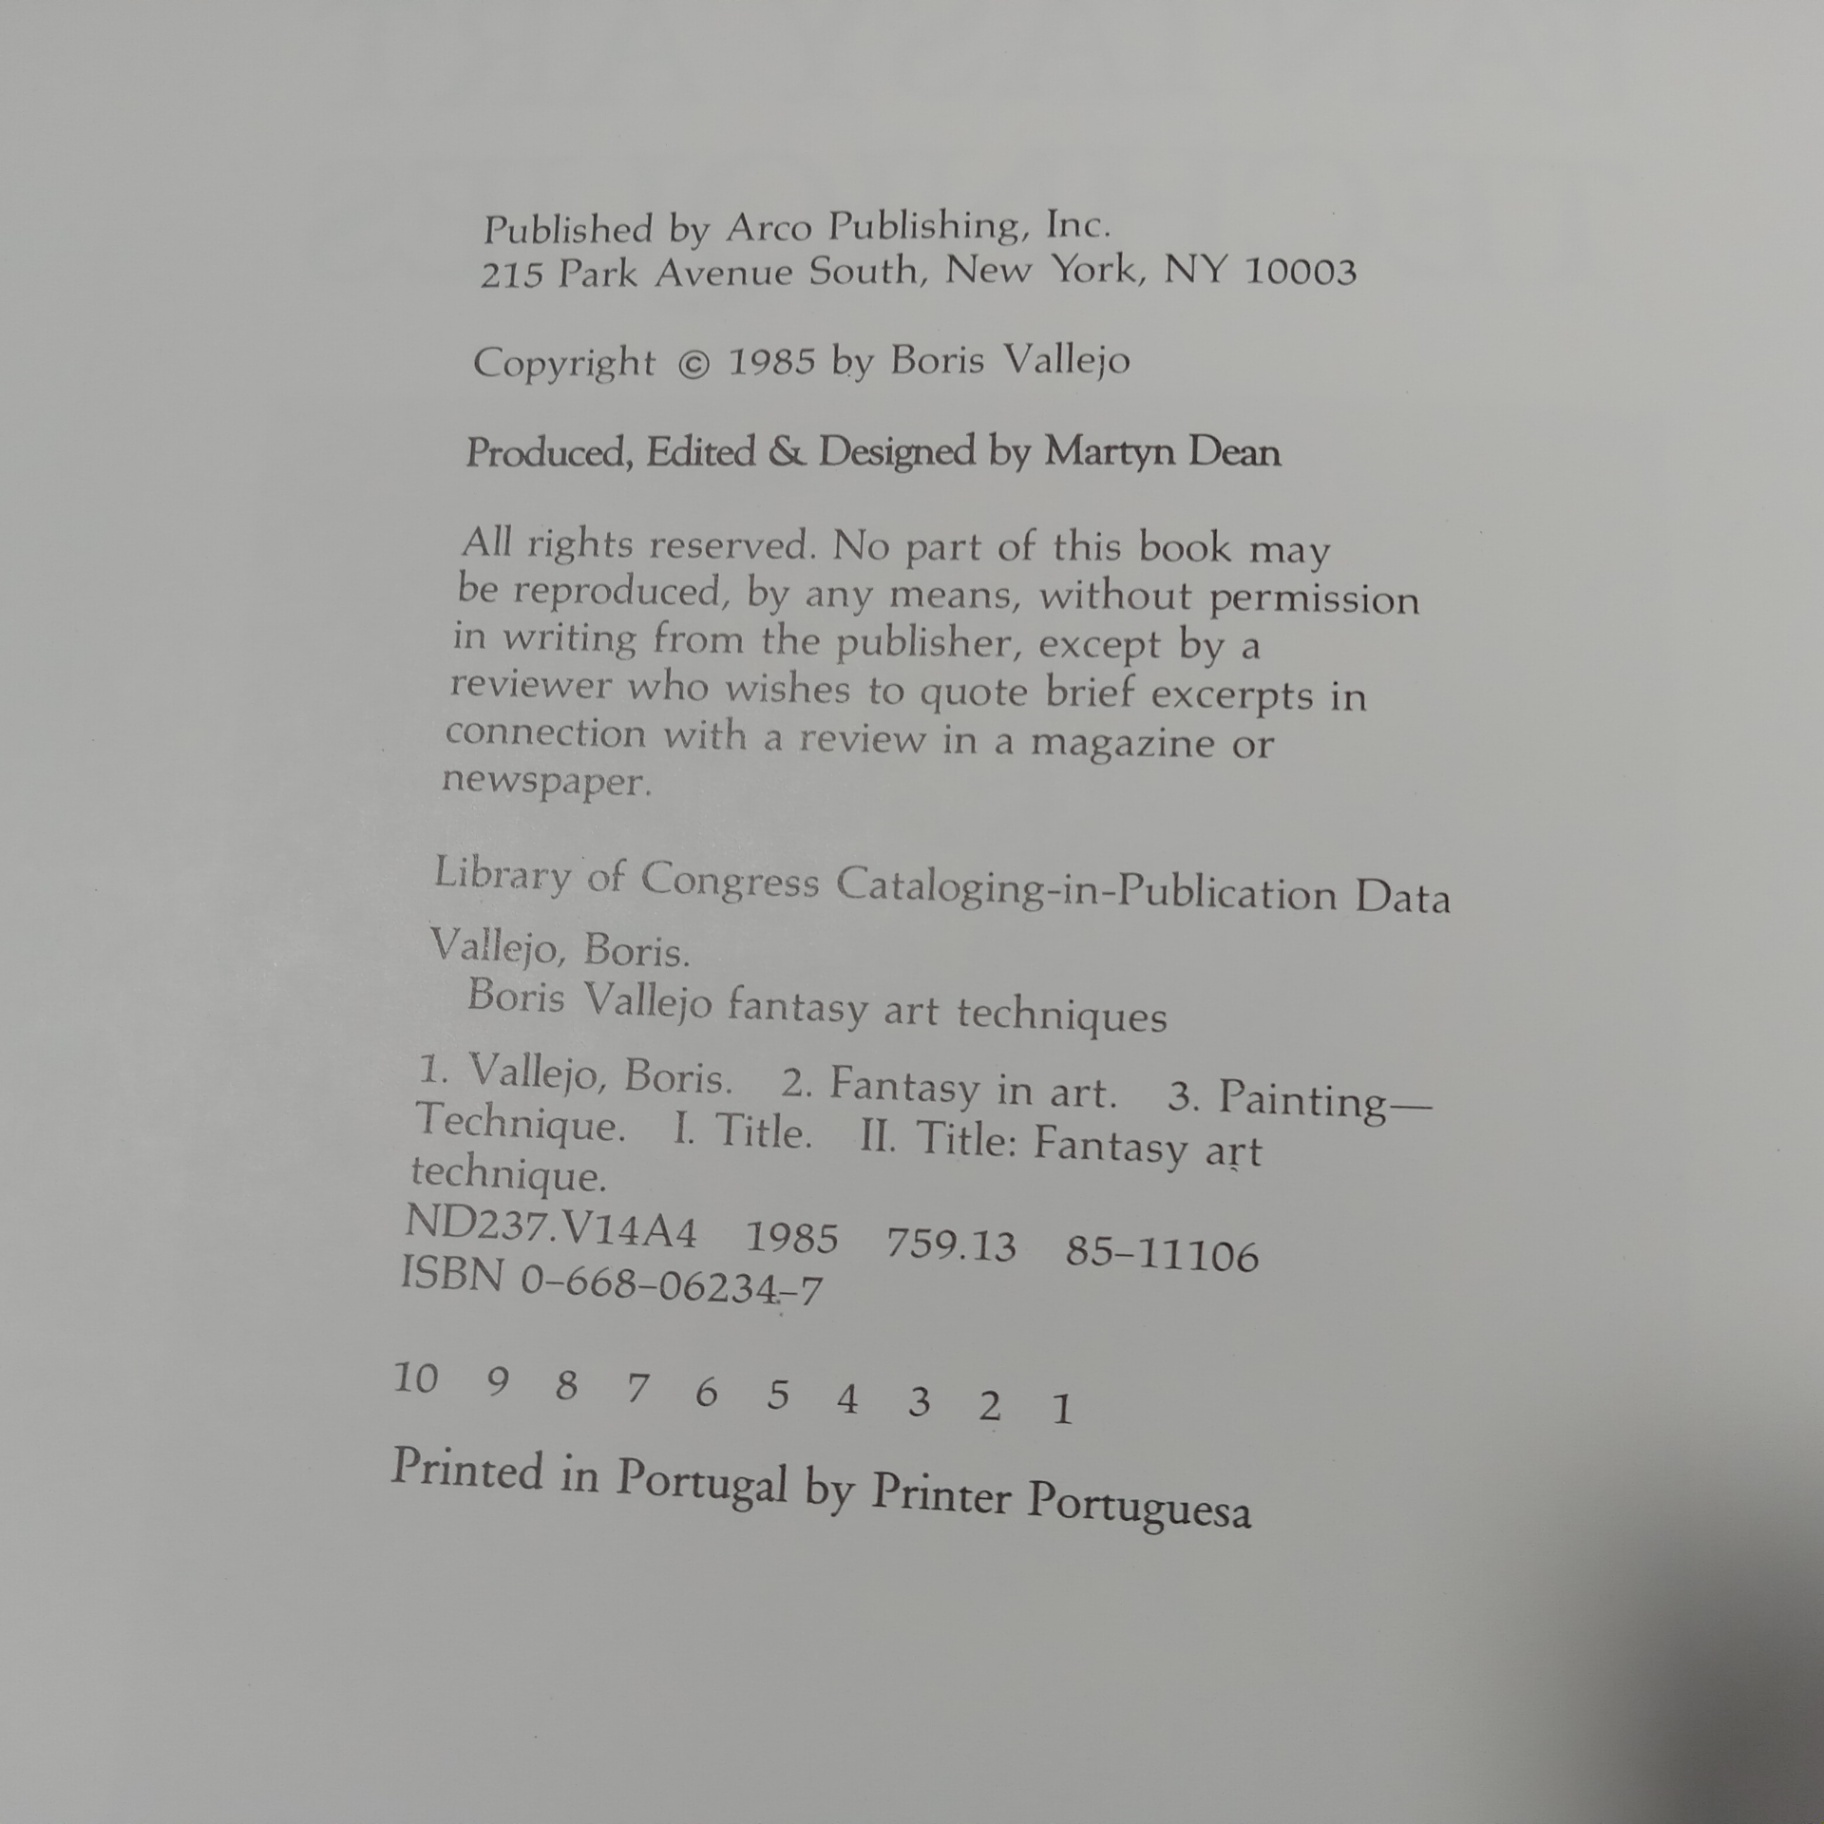 Published by Arco Publishing, Inc.
215 Park Avenue South, New York, NY 10003
Copyright © 1985 by Boris Vallejo
Produced, Edited & Designed by Martyn Dean
All rights reserved. No part of this book may
be reproduced, by any means, without permission
in writing from the publisher, except by a
reviewer who wishes to quote brief excerpts in
connection with a review in a magazine or
newspaper.
Library of Congress Cataloging-in-Publication Data
Vallejo, Boris.
Boris Vallejo fantasy art techniques
1. Vallejo, Boris. 2. Fantasy in art. 3. Painting—
Technique. I. Title. II. Title: Fantasy art
technique.
ND237.V14A4 1985 759.13 85–11106
ISBN 0–668–06234–7
10 9 8 7 6 5 4 3 2 1
Printed in Portugal by Printer Portuguesa